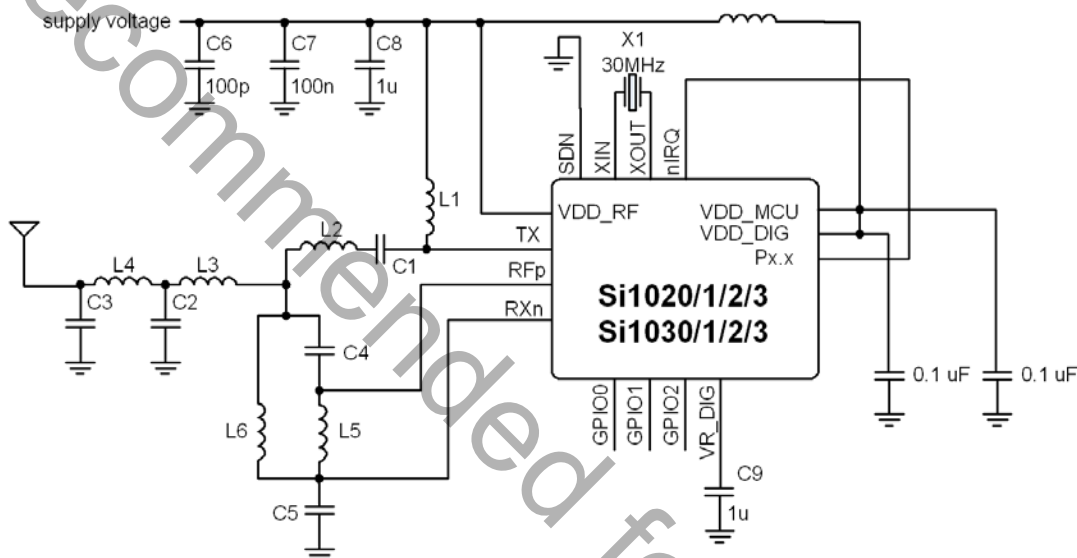 supply voltage
C6
C7
C8
100p
100n
1u
X1
30MHz
SDN
XIN
XOUT
nIRQ
L1
VDD_RF
VDD_MCU
TX
VDD_DIG
L2
Px.x
C1
RFp
L4
L3
Si1020/1/2/3
C3
C2
RXn
Si1030/1/2/3
C4
0.1 uF
0.1 uF
GPIO0
GPIO1
GPIO2
VR_DIG
L6
L5
C9
C5
1u
ecommended fo